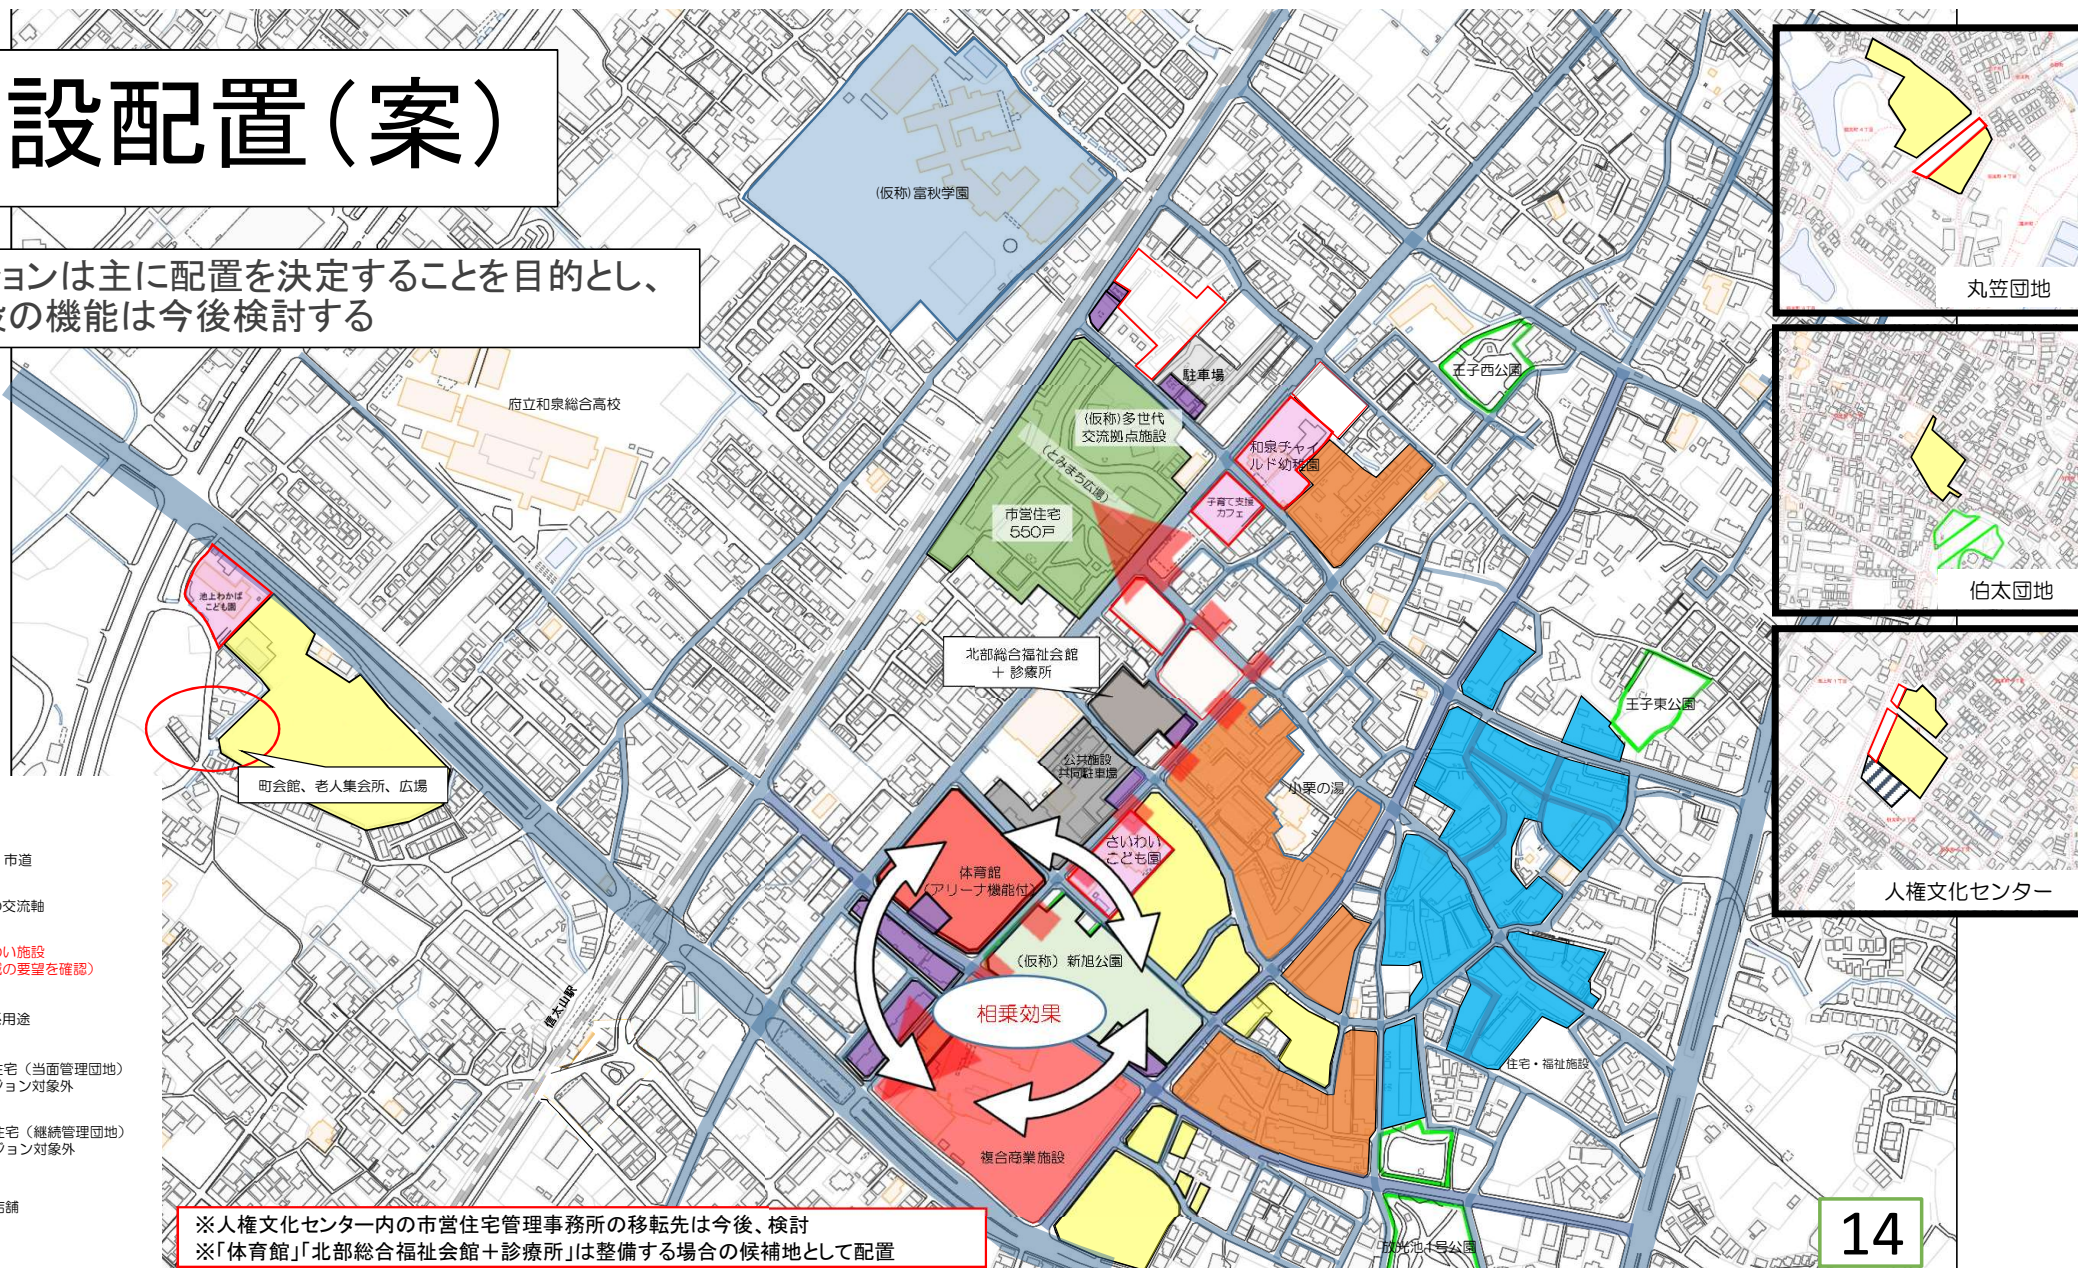 設配置(案)
ョンは主に配置を決定することを目的とし、
の機能は今後検討する
(仮称)富秋学園
府立和泉総合高校
駐車場
王子西公園
(仮称)多世代
交流拠点施設
(とみまち広場)
和泉チャイ
ルド幼稚園
子育て支援
カフェ
市営住宅
550戸
池上わかば
こども園
町会館、老人集会所、広場
北部総合福祉会館
+ 診療所
公共施設
共同駐車場
王子東公園
小栗の湯
さいわい
こども園
体育館
(アリーナ機能付)
(仮称)新旭公園
相乗効果
信太山駅
住宅・福祉施設
複合商業施設
放光池1号公園
丸笠団地
伯太団地
人権文化センター
市道
交流軸
い施設
の要望を確認)
用途
宅(当面管理団地)
ジョン対象外
住宅(継続管理団地)
ジョン対象外
店舗
※人権文化センター内の市営住宅管理事務所の移転先は今後、検討
※「体育館」「北部総合福祉会館+診療所」は整備する場合の候補地として配置
14